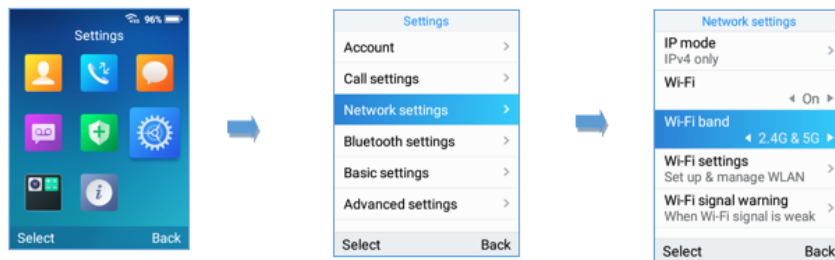 96%
Settings
Select Back
Settings
Account
Call settings
Network settings
Bluetooth settings
Basic settings
Advanced settings
Select Back
Network settings
IP mode
IPv4 only
Wi-Fi
On
Wi-Fi band
2.4G & 5G
Wi-Fi settings
Set up & manage WLAN
Wi-Fi signal warning
When Wi-Fi signal is weak
Select Back